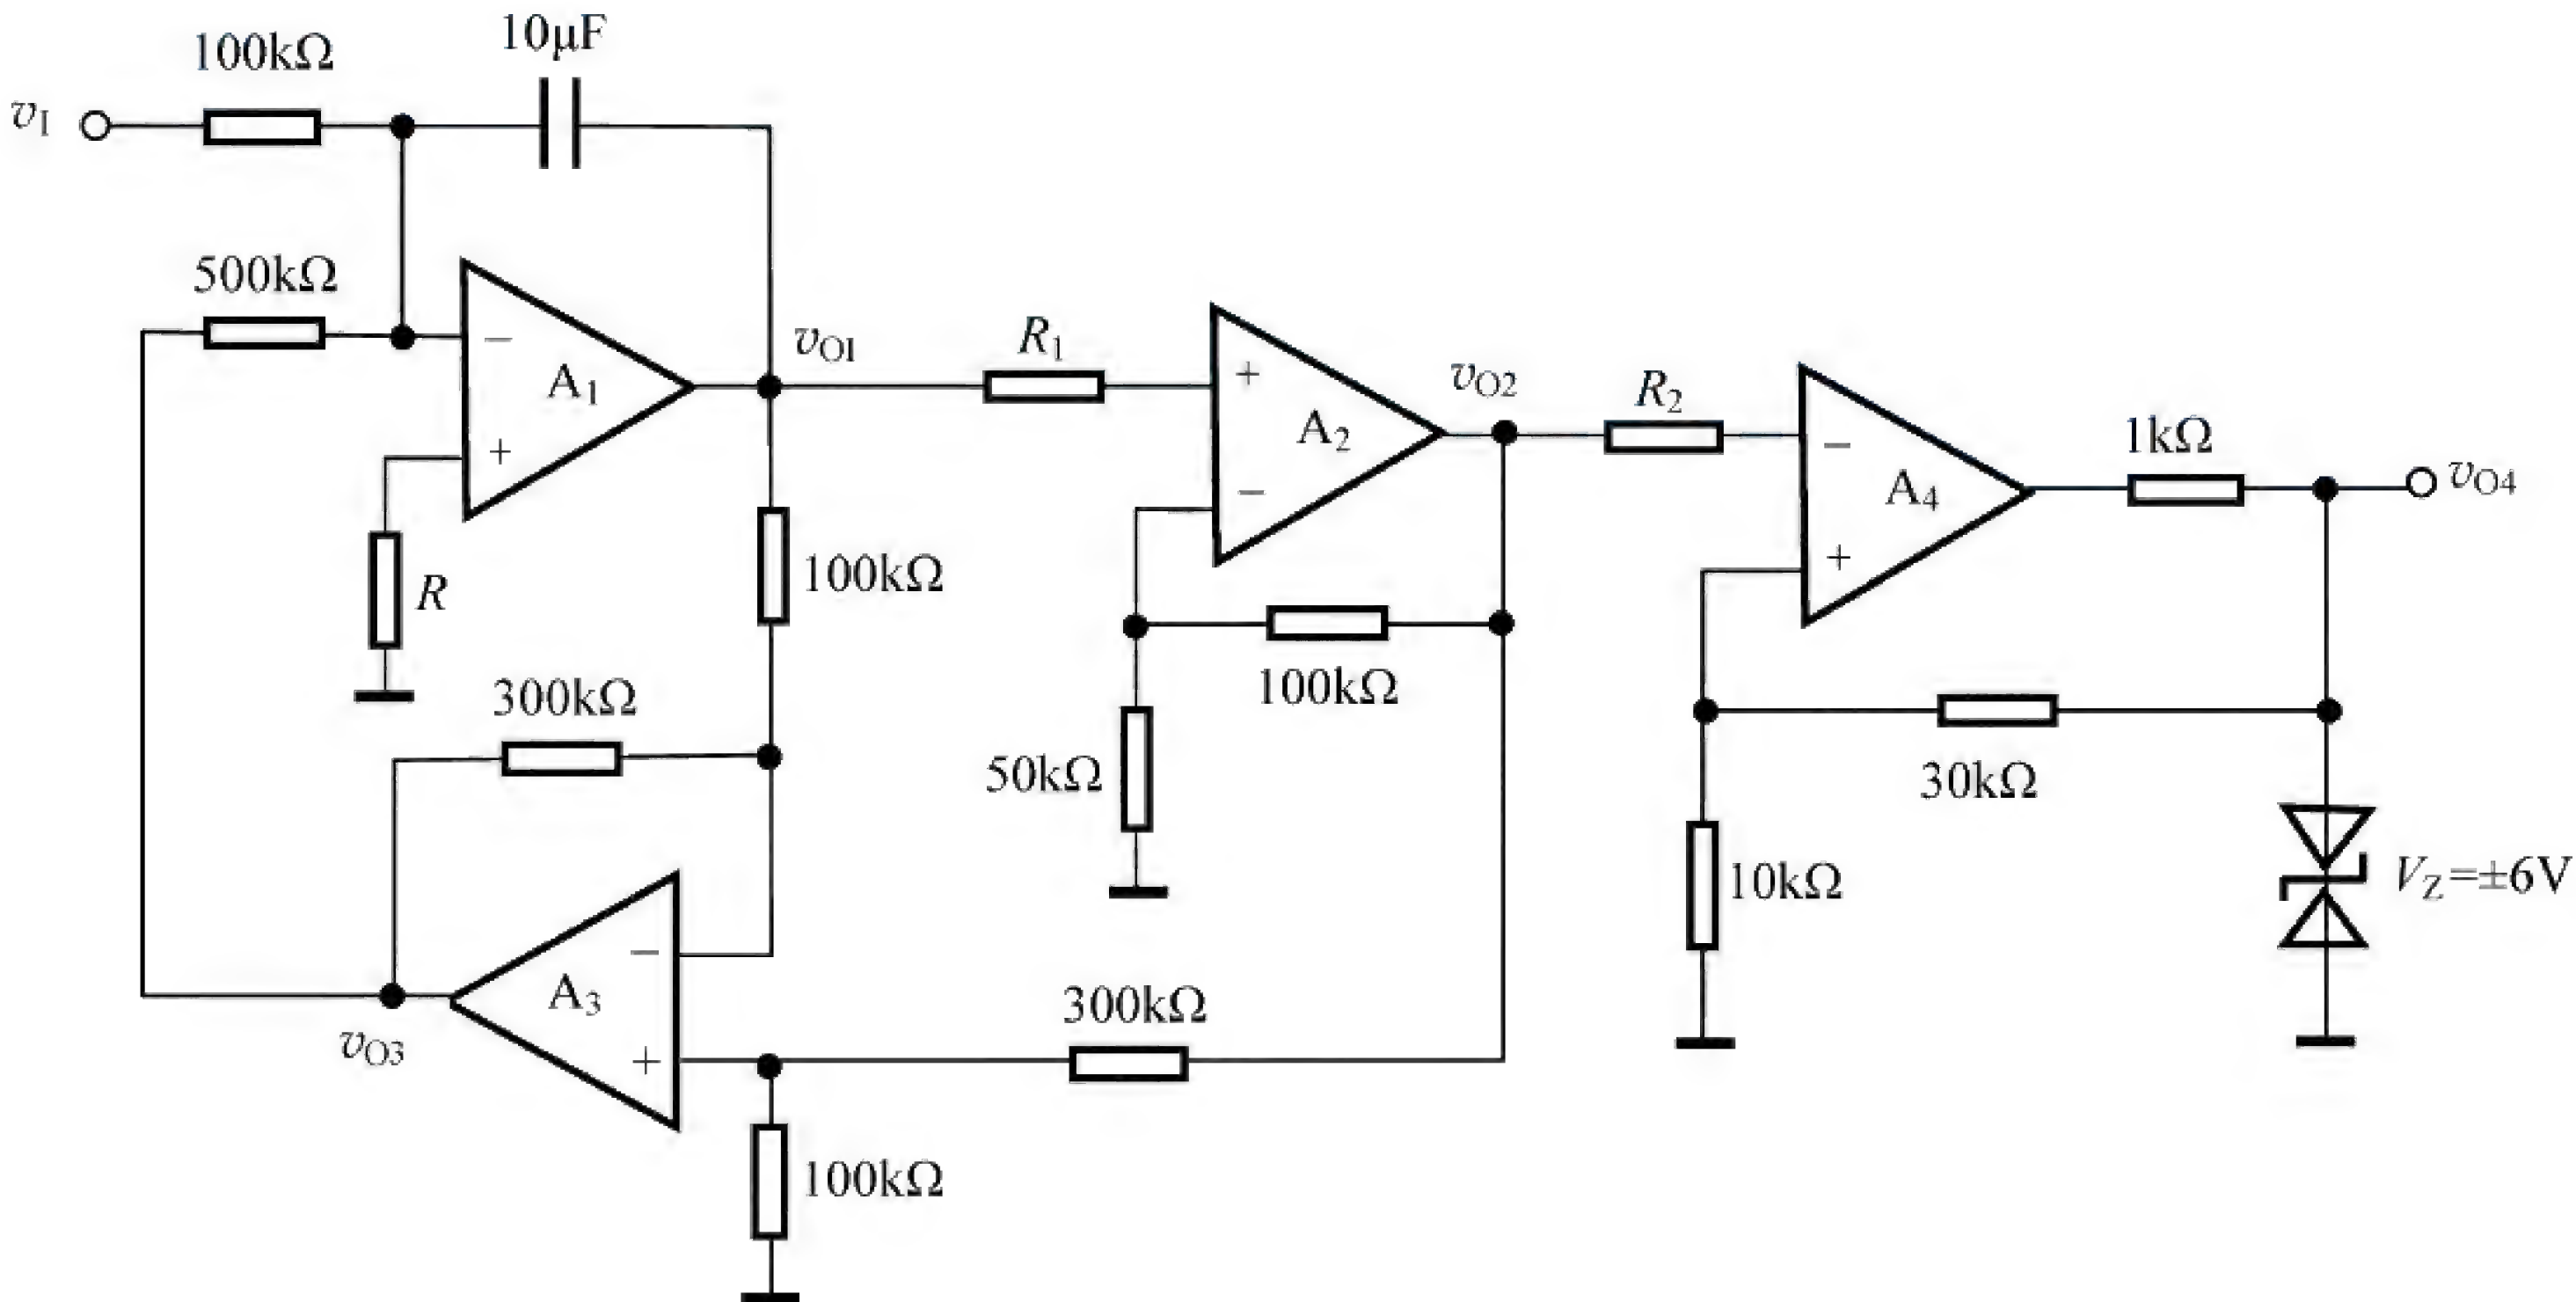 10μF
100kΩ
v_I
500kΩ
−
A₁
+
R
v_O1
R₁
+
A₂
−
v_O2
R₂
−
A₄
+
1kΩ
v_O4
100kΩ
300kΩ
100kΩ
50kΩ
30kΩ
10kΩ
V_Z=±6V
−
A₃
+
v_O3
300kΩ
100kΩ